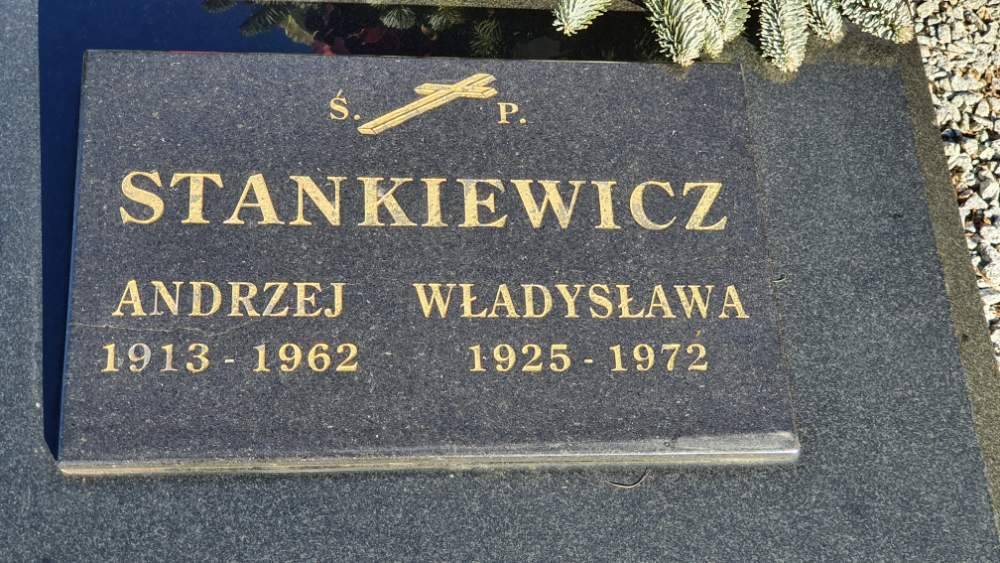 Ś. P.
STANKIEWICZ
ANDRZEJ WŁADYSŁAWA
1913 - 1962 1925 - 1972